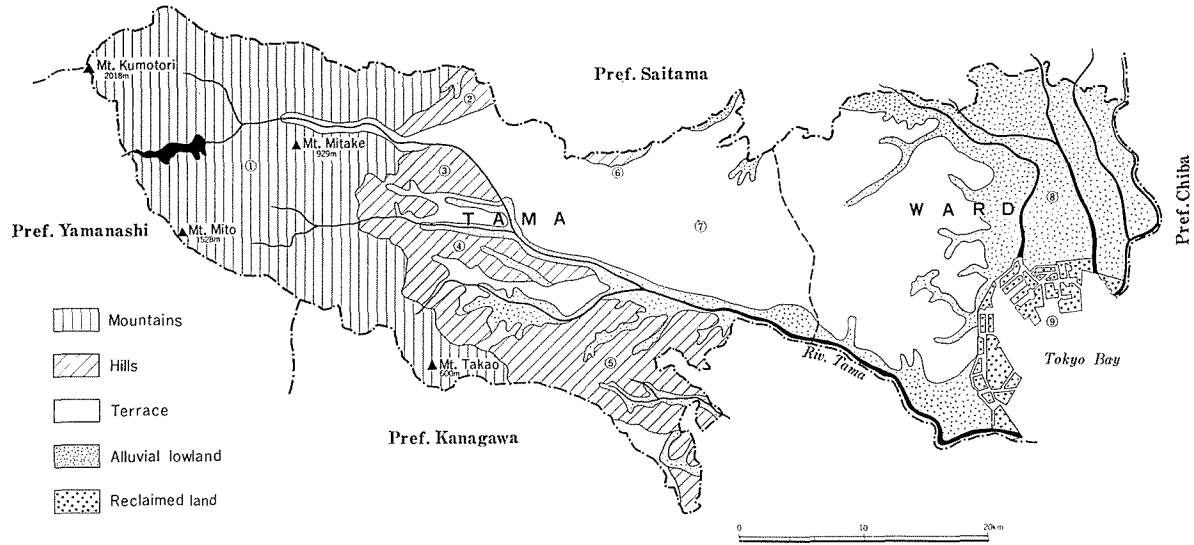 Mt. Kumotori
2018m
Pref. Saitama
②
Mt. Mitake
929m
①
③
⑥
Pref. Chiba
TAMA
WARD
⑧
Pref. Yamanashi
Mt. Mito
1528m
④
⑦
Mountains
⑨
Hills
Mt. Takao
600m
⑤
Riv. Tama
Tokyo Bay
Terrace
Pref. Kanagawa
Alluvial lowland
Reclaimed land
0 10 20km